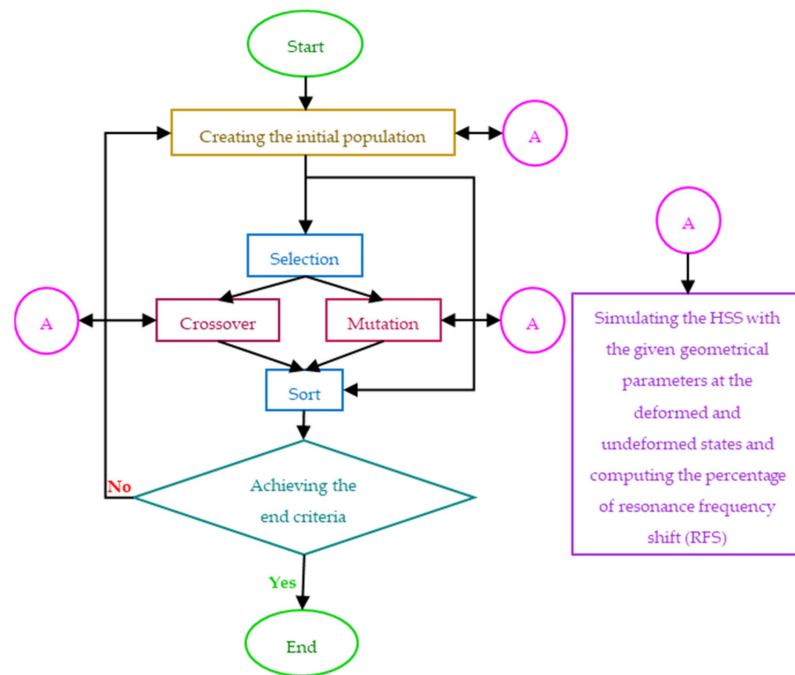 Start
Creating the initial population
A
A
Selection
A
Crossover
Mutation
A
Simulating the HSS with
the given geometrical
parameters at the
deformed and
undeformed states and
computing the percentage
of resonance frequency
shift (RFS)
Sort
No
Achieving the
end criteria
Yes
End